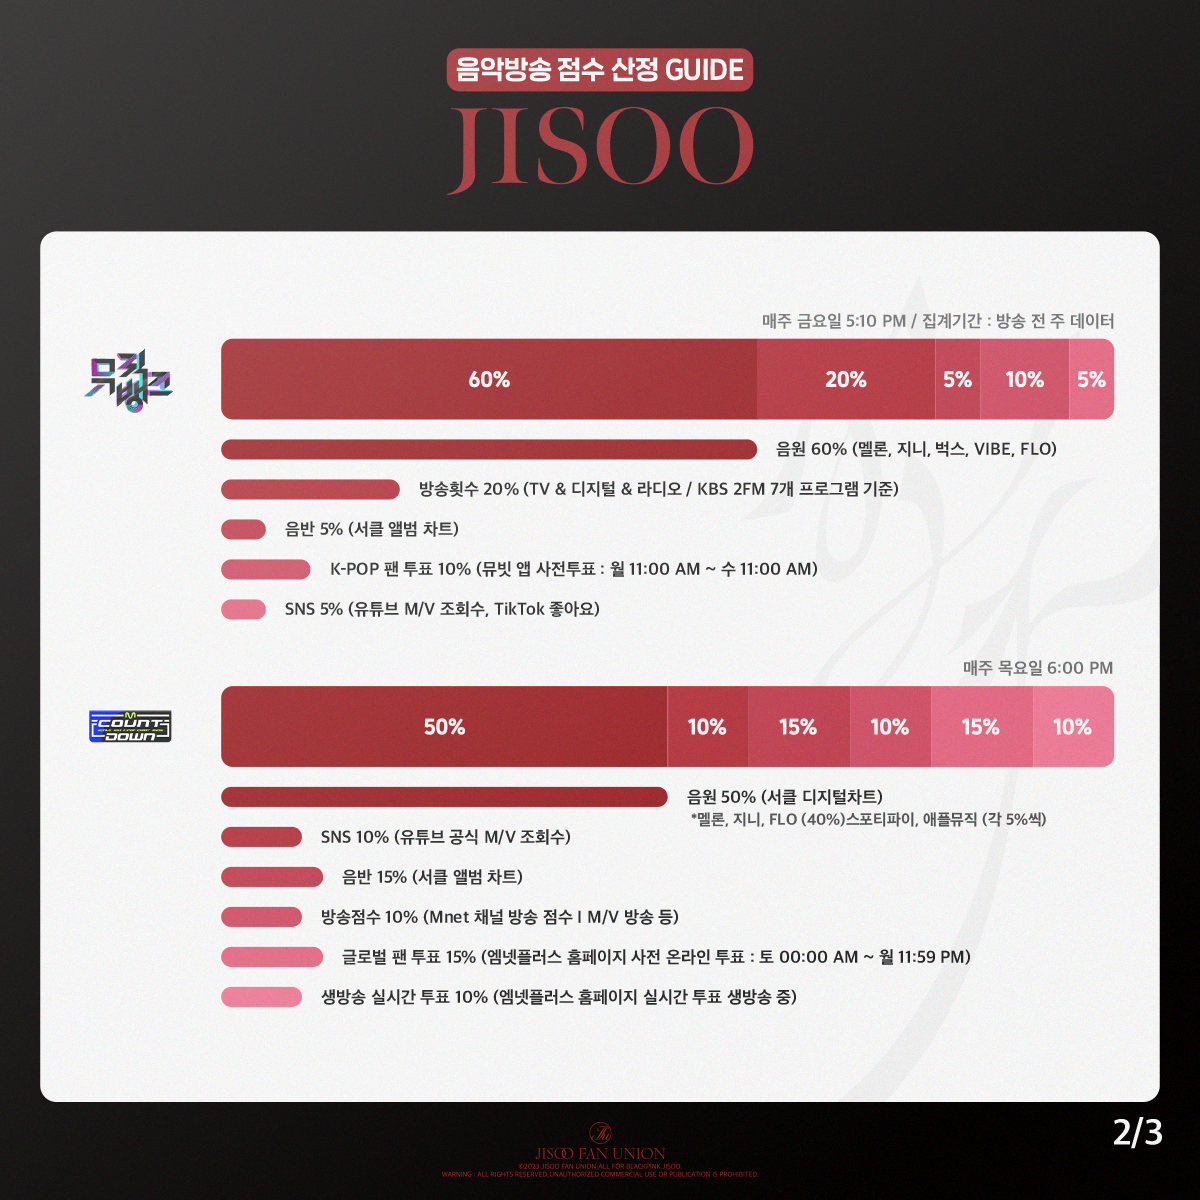 음악방송 점수 산정 GUIDE
JISOO
매주 금요일 5:10 PM / 집계기간 : 방송 전 주 데이터
뮤직
뱅크
60% 20% 5% 10% 5%
음원 60% (멜론, 지니, 벅스, VIBE, FLO)
방송횟수 20% (TV & 디지털 & 라디오 / KBS 2FM 7개 프로그램 기준)
음반 5% (서클 앨범 차트)
K-POP 팬 투표 10% (뮤빗 앱 사전투표 : 월 11:00 AM ~ 수 11:00 AM)
SNS 5% (유튜브 M/V 조회수, TikTok 좋아요)
매주 목요일 6:00 PM
M
COUNT
DOWN
50% 10% 15% 10% 15% 10%
음원 50% (서클 디지털차트)
*멜론, 지니, FLO (40%)스포티파이, 애플뮤직 (각 5%씩)
SNS 10% (유튜브 공식 M/V 조회수)
음반 15% (서클 앨범 차트)
방송점수 10% (Mnet 채널 방송 점수 I M/V 방송 등)
글로벌 팬 투표 15% (엠넷플러스 홈페이지 사전 온라인 투표 : 토 00:00 AM ~ 월 11:59 PM)
생방송 실시간 투표 10% (엠넷플러스 홈페이지 실시간 투표 생방송 중)
2/3
JISOO FAN UNION
©2023 JISOO FAN UNION_ALL FOR BLACKPINK JISOO.
WARNING : ALL RIGHTS RESERVED_UNAUTHORIZED COMMERCIAL USE OR PUBLICATION IS PROHIBITED.